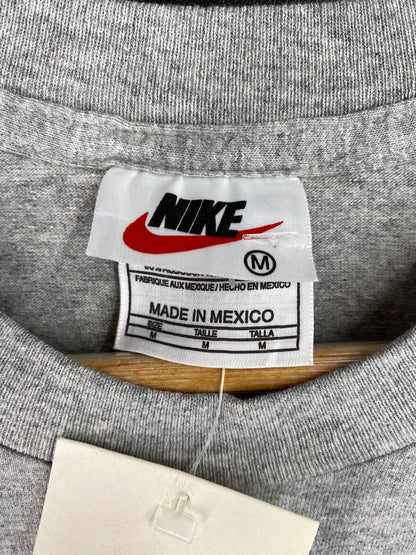 NIKE
M
FABRIQUE AUX MEXIQUE/HECHO EN MEXICO
MADE IN MEXICO
SIZE TAILLE TALLA
M M M